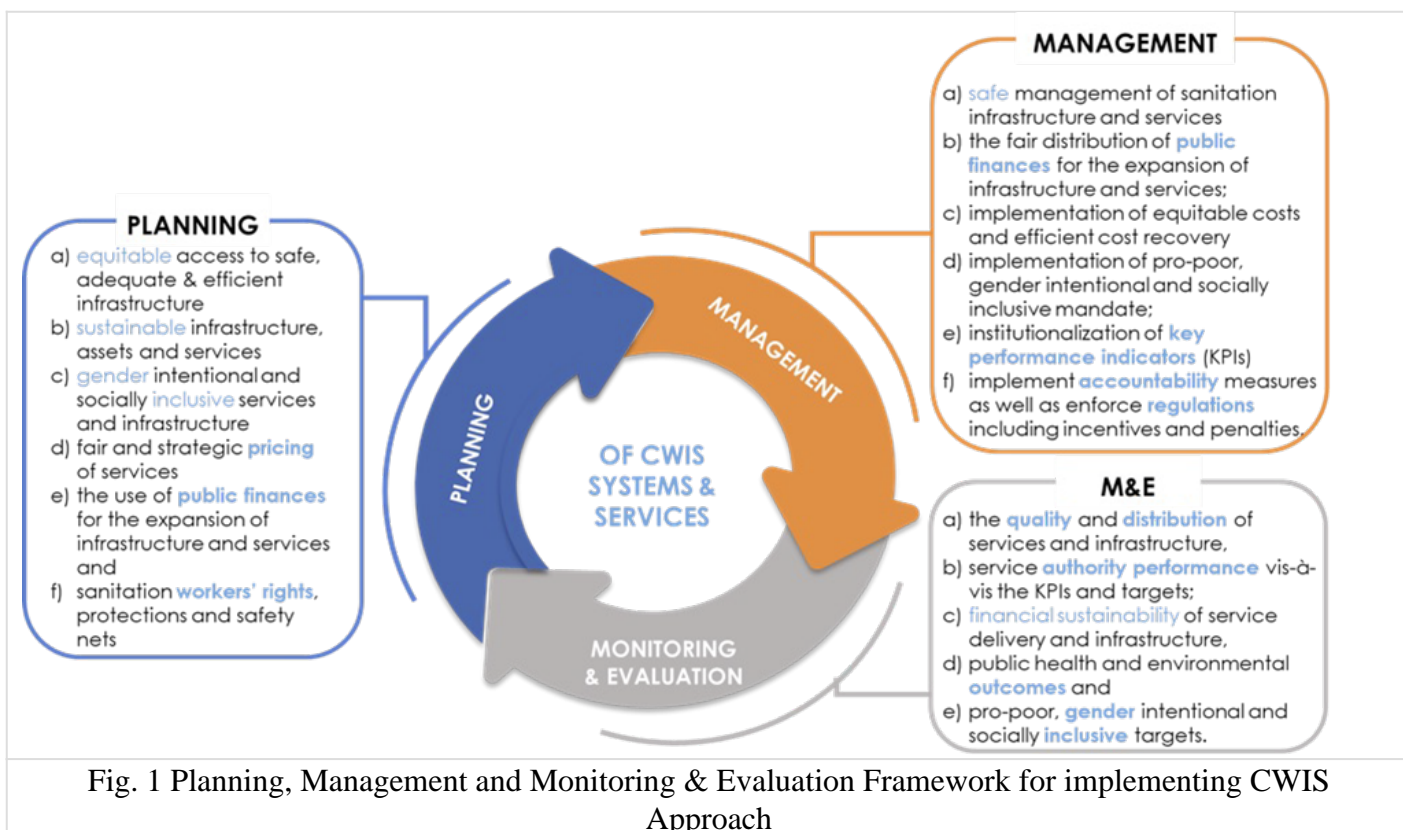 PLANNING
a) equitable access to safe,
adequate & efficient
infrastructure
b) sustainable infrastructure,
assets and services
c) gender intentional and
socially inclusive services
and infrastructure
d) fair and strategic pricing
of services
e) the use of public finances
for the expansion of
infrastructure and services
and
f) sanitation workers' rights,
protections and safety
nets
PLANNING
MANAGEMENT
MONITORING
& EVALUATION
OF CWIS
SYSTEMS &
SERVICES
MANAGEMENT
a) safe management of sanitation
infrastructure and services
b) the fair distribution of public
finances for the expansion of
infrastructure and services;
c) implementation of equitable costs
and efficient cost recovery
d) implementation of pro-poor,
gender intentional and socially
inclusive mandate;
e) institutionalization of key
performance indicators (KPIs)
f) implement accountability measures
as well as enforce regulations
including incentives and penalties.
M&E
a) the quality and distribution of
services and infrastructure,
b) service authority performance vis-à-
vis the KPIs and targets;
c) financial sustainability of service
delivery and infrastructure,
d) public health and environmental
outcomes and
e) pro-poor, gender intentional and
socially inclusive targets.
Fig. 1 Planning, Management and Monitoring & Evaluation Framework for implementing CWIS
Approach